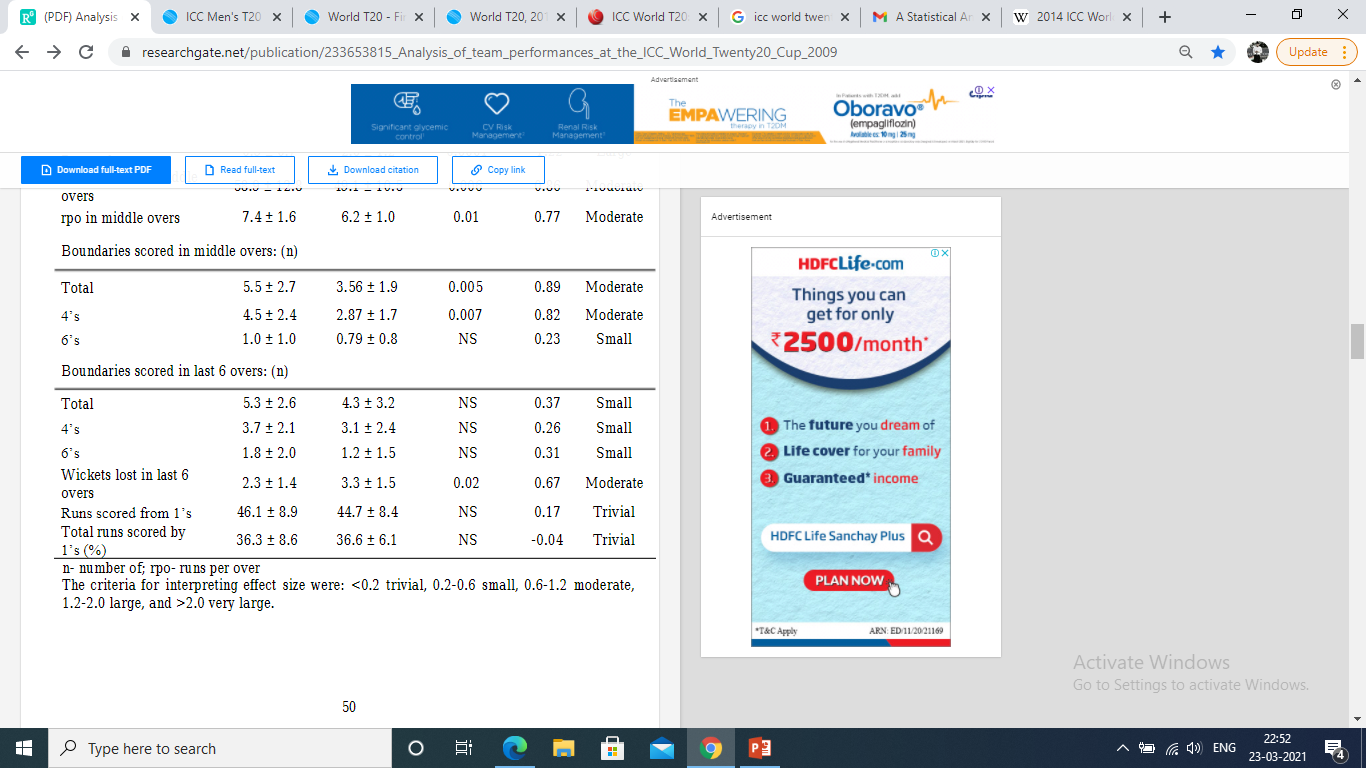 (PDF) Analysis
ICC Men's T20
World T20 - Fi
World T20, 201
ICC World T20
icc world twen
A Statistical An
2014 ICC Worl
researchgate.net/publication/233653815_Analysis_of_team_performances_at_the_ICC_World_Twenty20_Cup_2009
Update
Advertisement
Significant glycemic control
CV Risk Management
Renal Risk Management
The EMPAWERING therapy in T2DM
In Patients with T2DM, add
Oboravo®
(empagliflozin)
Available as: 10 mg | 25 mg
Download full-text PDF
Read full-text
Download citation
Copy link
overs
rpo in middle overs 7.4 ± 1.6 6.2 ± 1.0 0.01 0.77 Moderate
Boundaries scored in middle overs: (n)
Total 5.5 ± 2.7 3.56 ± 1.9 0.005 0.89 Moderate
4's 4.5 ± 2.4 2.87 ± 1.7 0.007 0.82 Moderate
6's 1.0 ± 1.0 0.79 ± 0.8 NS 0.23 Small
Boundaries scored in last 6 overs: (n)
Total 5.3 ± 2.6 4.3 ± 3.2 NS 0.37 Small
4's 3.7 ± 2.1 3.1 ± 2.4 NS 0.26 Small
6's 1.8 ± 2.0 1.2 ± 1.5 NS 0.31 Small
Wickets lost in last 6
overs 2.3 ± 1.4 3.3 ± 1.5 0.02 0.67 Moderate
Runs scored from 1's 46.1 ± 8.9 44.7 ± 8.4 NS 0.17 Trivial
Total runs scored by
1's (%) 36.3 ± 8.6 36.6 ± 6.1 NS -0.04 Trivial
n- number of; rpo- runs per over
The criteria for interpreting effect size were: <0.2 trivial, 0.2-0.6 small, 0.6-1.2 moderate,
1.2-2.0 large, and >2.0 very large.
50
Advertisement
HDFCLife.com
Things you can
get for only
₹2500/month*
1. The future you dream of
2. Life cover for your family
3. Guaranteed* income
HDFC Life Sanchay Plus
PLAN NOW
*T&C Apply ARN: ED/11/20/21169
Activate Windows
Go to Settings to activate Windows.
Type here to search
ENG
22:52
23-03-2021
4